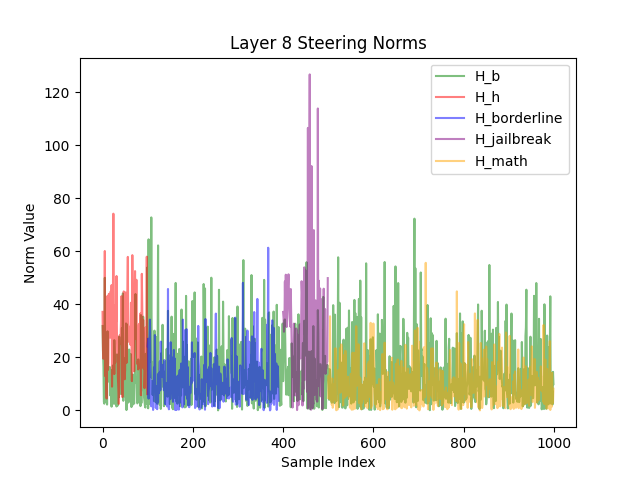 Layer 8 Steering Norms
H_b
H_h
H_borderline
H_jailbreak
H_math
Norm Value
120
100
80
60
40
20
0
0 200 400 600 800 1000
Sample Index